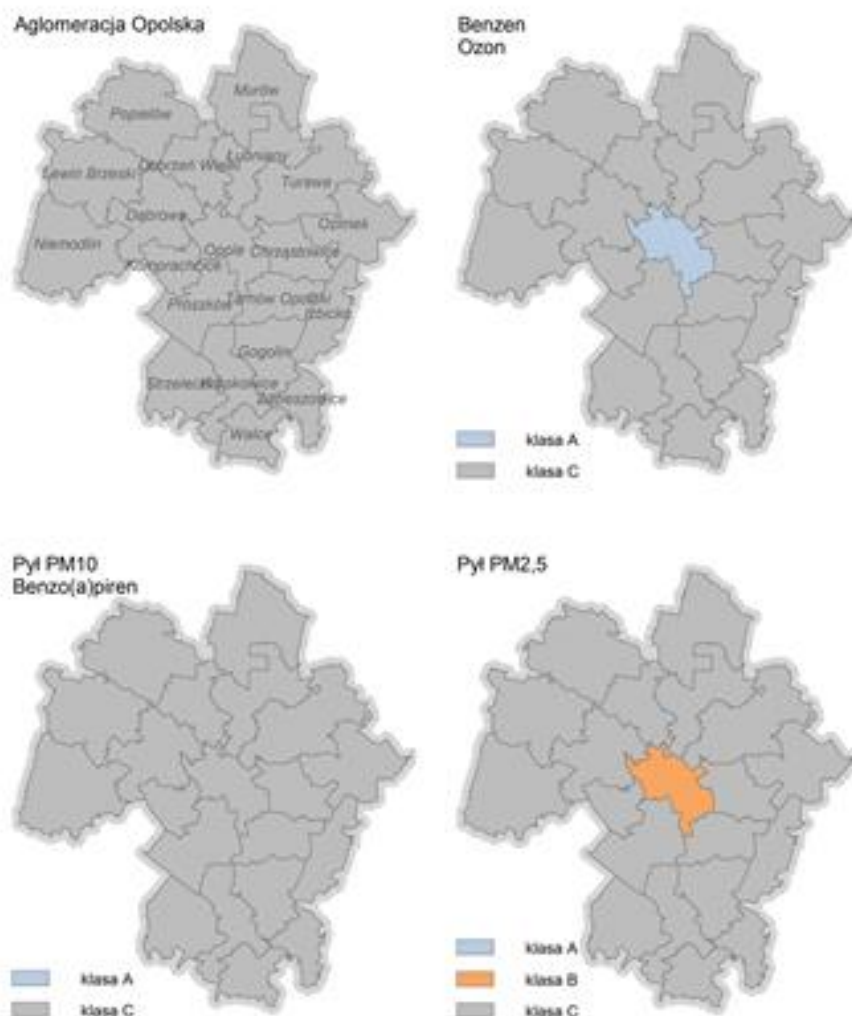 Aglomeracja Opolska
Murów
Popielów
Łubniany
Dobrzeń Wielki
Lewin Brzeski
Turawa
Dąbrowa
Ozimek
Niemodlin
Opole
Chrząstowice
Komprachcice
Tarnów Opolski
Prószków
Izbicko
Gogolin
Strzeleczki
Krapkowice
Zdzieszowice
Walce
Benzen
Ozon
klasa A
klasa C
Pył PM10
Benzo(a)piren
klasa A
klasa C
Pył PM2,5
klasa A
klasa B
klasa C